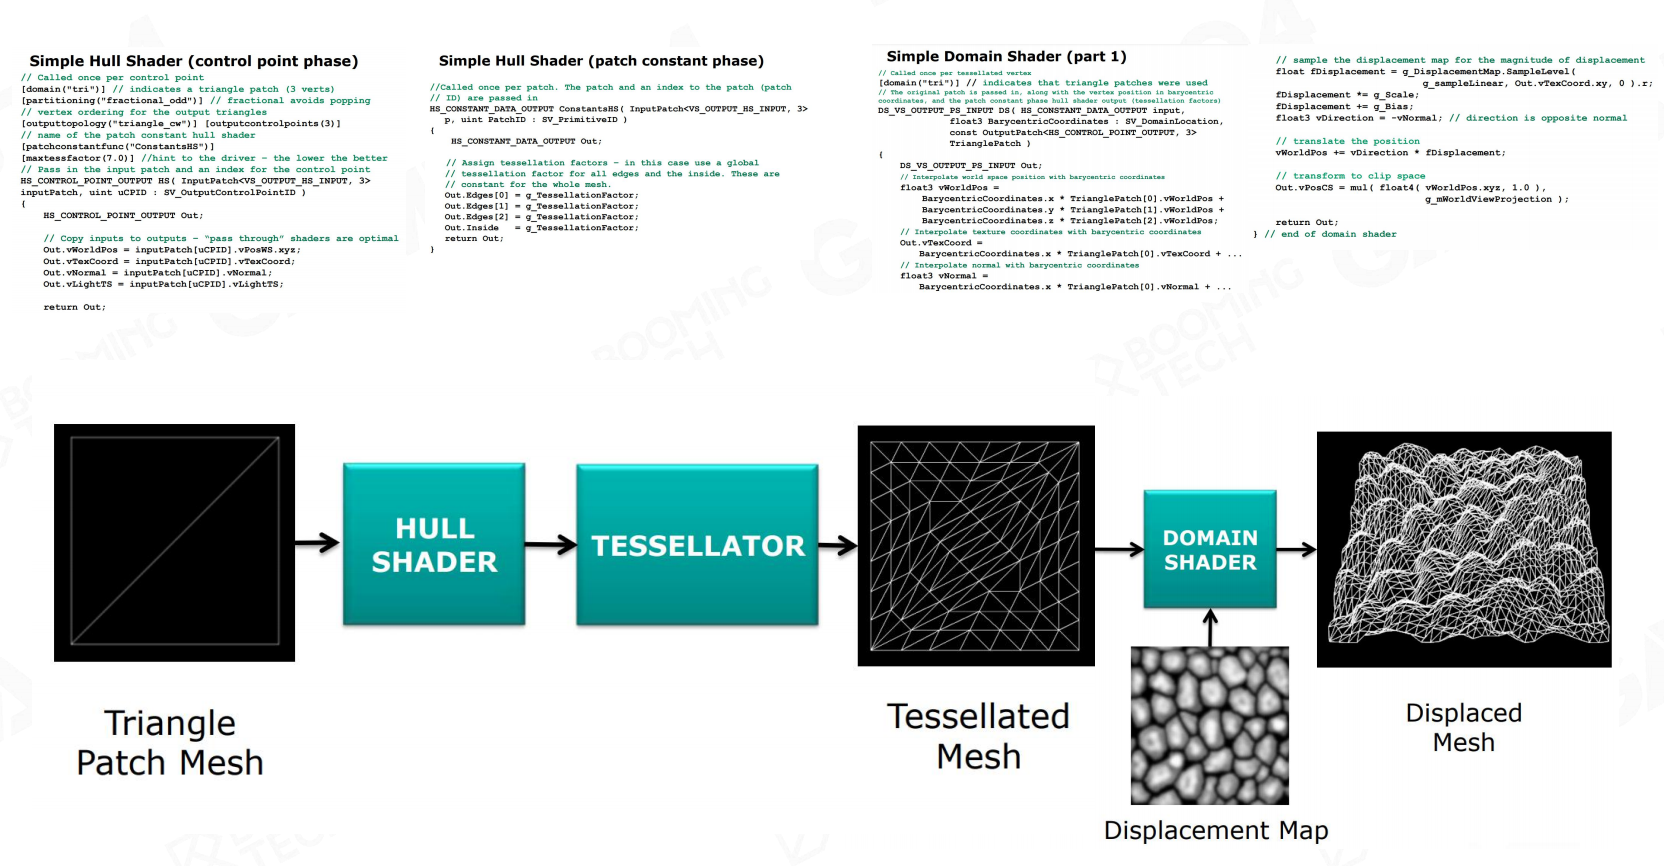 Simple Hull Shader (control point phase)
// Called once per control point
[domain("tri")] // indicates a triangle patch (3 verts)
[partitioning("fractional_odd")] // fractional avoids popping
// vertex ordering for the output triangles
[outputtopology("triangle_cw")] [outputcontrolpoints(3)]
// name of the patch constant hull shader
[patchconstantfunc("ConstantsHS")]
[maxtessfactor(7.0)] //hint to the driver – the lower the better
// Pass in the input patch and an index for the control point
HS_CONTROL_POINT_OUTPUT HS( InputPatch<VS_OUTPUT_HS_INPUT, 3>
inputPatch, uint uCPID : SV_OutputControlPointID )
{
HS_CONTROL_POINT_OUTPUT Out;
// Copy inputs to outputs – “pass through” shaders are optimal
Out.vWorldPos = inputPatch[uCPID].vPosWS.xyz;
Out.vTexCoord = inputPatch[uCPID].vTexCoord;
Out.vNormal = inputPatch[uCPID].vNormal;
Out.vLightTS = inputPatch[uCPID].vLightTS;
return Out;
Simple Hull Shader (patch constant phase)
//Called once per patch. The patch and an index to the patch (patch
// ID) are passed in
HS_CONSTANT_DATA_OUTPUT ConstantsHS( InputPatch<VS_OUTPUT_HS_INPUT, 3>
p, uint PatchID : SV_PrimitiveID )
{
HS_CONSTANT_DATA_OUTPUT Out;
// Assign tessellation factors – in this case use a global
// tessellation factor for all edges and the inside. These are
// constant for the whole mesh.
Out.Edges[0] = g_TessellationFactor;
Out.Edges[1] = g_TessellationFactor;
Out.Edges[2] = g_TessellationFactor;
Out.Inside = g_TessellationFactor;
return Out;
}
Simple Domain Shader (part 1)
// Called once per tessellated vertex
[domain("tri")] // indicates that triangle patches were used
// The original patch is passed in, along with the vertex position in barycentric
coordinates, and the patch constant phase hull shader output (tessellation factors)
DS_VS_OUTPUT_PS_INPUT DS( HS_CONSTANT_DATA_OUTPUT input,
float3 BarycentricCoordinates : SV_DomainLocation,
const OutputPatch<HS_CONTROL_POINT_OUTPUT, 3>
TrianglePatch )
{
DS_VS_OUTPUT_PS_INPUT Out;
// Interpolate world space position with barycentric coordinates
float3 vWorldPos =
BarycentricCoordinates.x * TrianglePatch[0].vWorldPos +
BarycentricCoordinates.y * TrianglePatch[1].vWorldPos +
BarycentricCoordinates.z * TrianglePatch[2].vWorldPos;
// Interpolate texture coordinates with barycentric coordinates
Out.vTexCoord =
BarycentricCoordinates.x * TrianglePatch[0].vTexCoord + ...
// Interpolate normal with barycentric coordinates
float3 vNormal =
BarycentricCoordinates.x * TrianglePatch[0].vNormal + ...
// sample the displacement map for the magnitude of displacement
float fDisplacement = g_DisplacementMap.SampleLevel(
g_sampleLinear, Out.vTexCoord.xy, 0 ).r;
fDisplacement *= g_Scale;
fDisplacement += g_Bias;
float3 vDirection = -vNormal; // direction is opposite normal
// translate the position
vWorldPos += vDirection * fDisplacement;
// transform to clip space
Out.vPosCS = mul( float4( vWorldPos.xyz, 1.0 ),
g_mWorldViewProjection );
return Out;
} // end of domain shader
BOOMING
TECH
BOOMING
TECH
HULL
SHADER
TESSELLATOR
DOMAIN
SHADER
Triangle
Patch Mesh
Tessellated
Mesh
Displaced
Mesh
Displacement Map